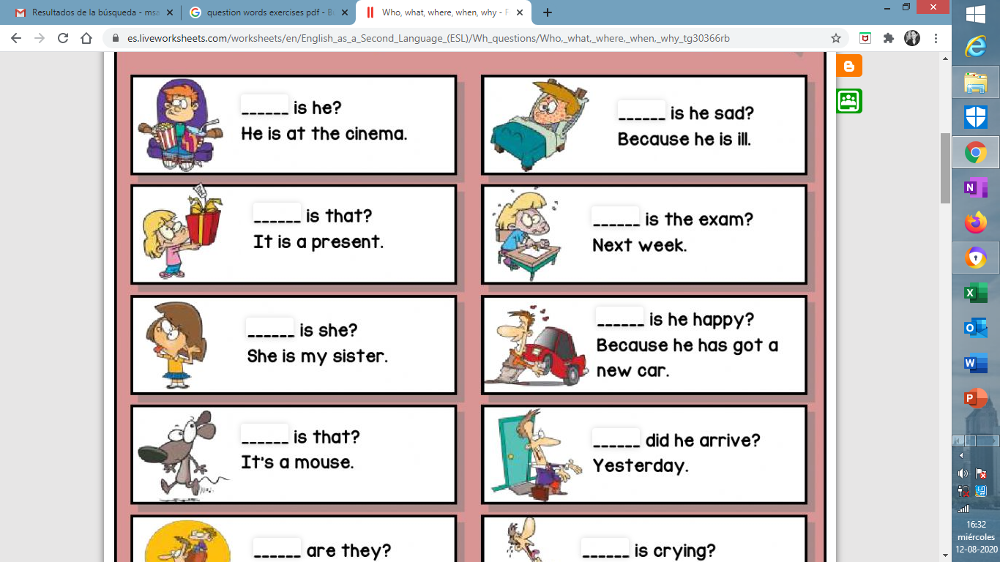 Resultados de la búsqueda - msa
question words exercises pdf - Bu
Who, what, where, when, why - F
es.liveworksheets.com/worksheets/en/English_as_a_Second_Language_(ESL)/Wh_questions/Who,_what,_where,_when,_why_tg30366rb
______ is he?
He is at the cinema.
______ is he sad?
Because he is ill.
______ is that?
It is a present.
______ is the exam?
Next week.
______ is she?
She is my sister.
______ is he happy?
Because he has got a
new car.
______ is that?
It's a mouse.
______ did he arrive?
Yesterday.
______ are they?
______ is crying?
16:32
miércoles
12-08-2020